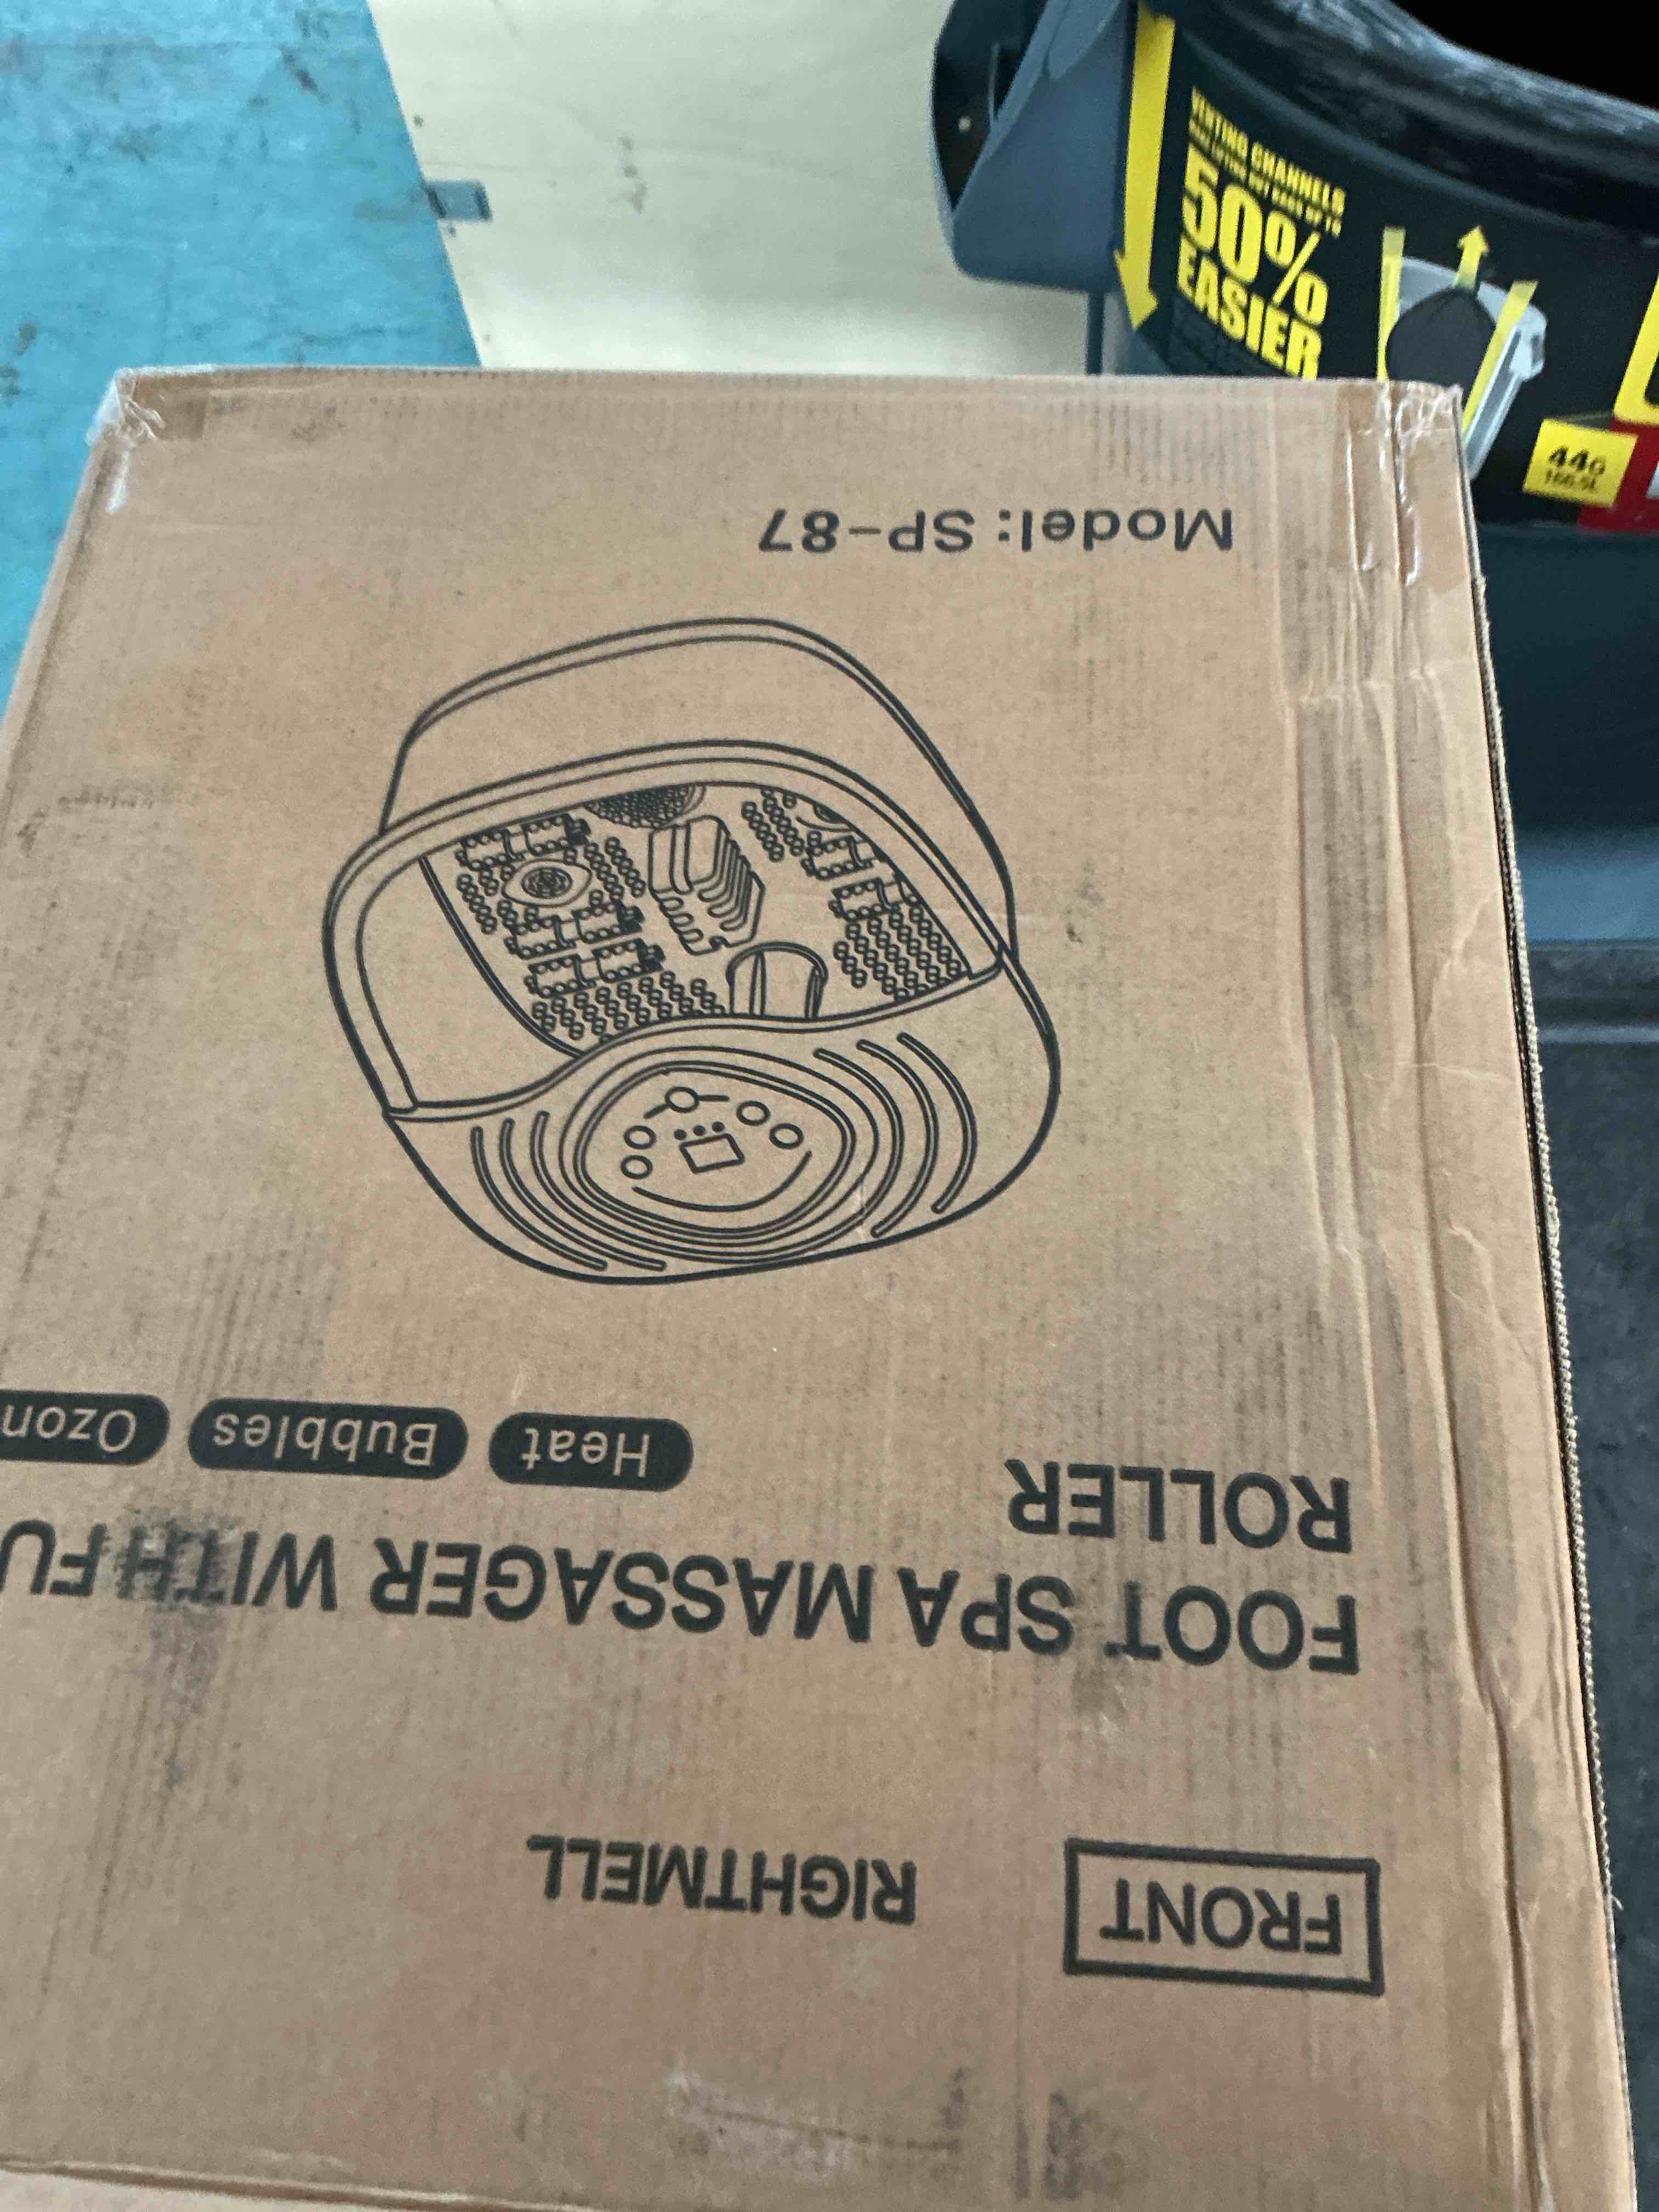 FRONT
RIGHTMELL
FOOT SPA MASSAGER WITH FU
ROLLER
Heat
Bubbles
Ozon
Model: SP-87
VENTING CHANNELS
50%
EASIER
44G
166.5L